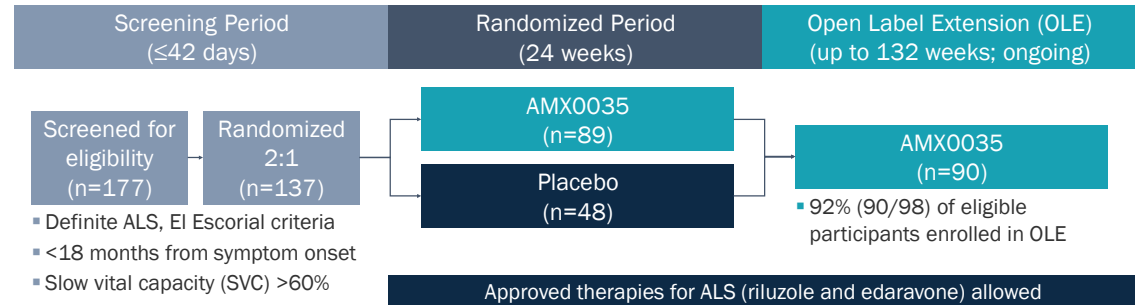 Screening Period
(≤42 days)
Randomized Period
(24 weeks)
Open Label Extension (OLE)
(up to 132 weeks; ongoing)
Screened for
eligibility
(n=177)
Randomized
2:1
(n=137)
AMX0035
(n=89)
Placebo
(n=48)
AMX0035
(n=90)
▪ Definite ALS, El Escorial criteria
▪ <18 months from symptom onset
▪ Slow vital capacity (SVC) >60%
▪ 92% (90/98) of eligible
participants enrolled in OLE
Approved therapies for ALS (riluzole and edaravone) allowed